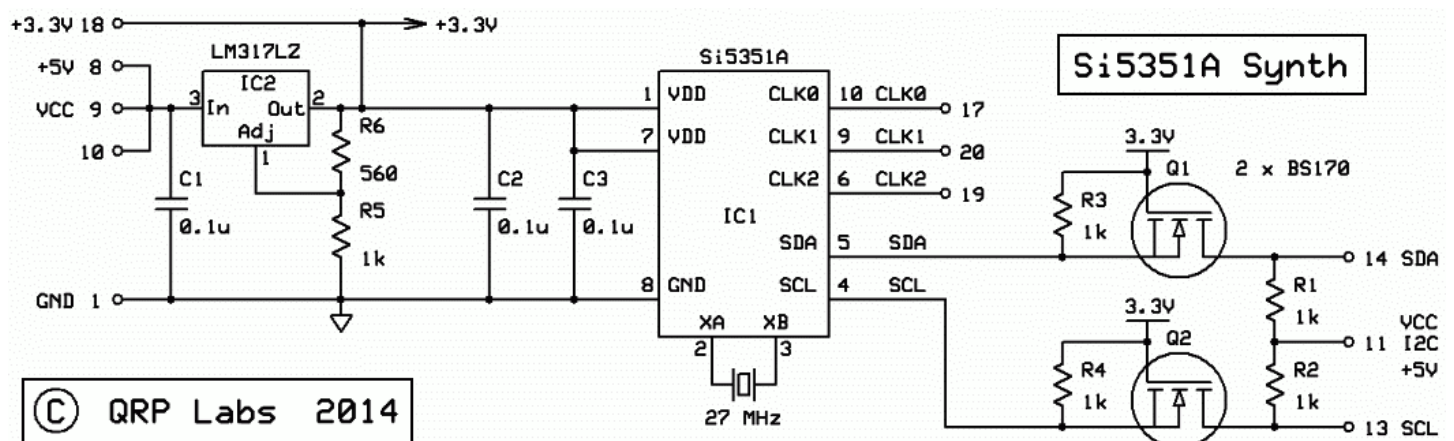 +3.3V 18
+3.3V
+5V 8
VCC 9
10
LM317LZ
IC2
3 In
Out 2
Adj
1
R6
560
R5
1k
C1
0.1u
C2
0.1u
C3
0.1u
GND 1
Si5351A
1 VDD
7 VDD
8 GND
IC1
CLK0 10 CLK0 17
CLK1 9 CLK1 20
CLK2 6 CLK2 19
SDA 5 SDA
SCL 4 SCL
XA XB
2 3
27 MHz
Si5351A Synth
3.3V
Q1
2 x BS170
R3
1k
14 SDA
R1
1k
3.3V
Q2
VCC
11 I2C
+5V
R4
1k
R2
1k
13 SCL
© QRP Labs 2014